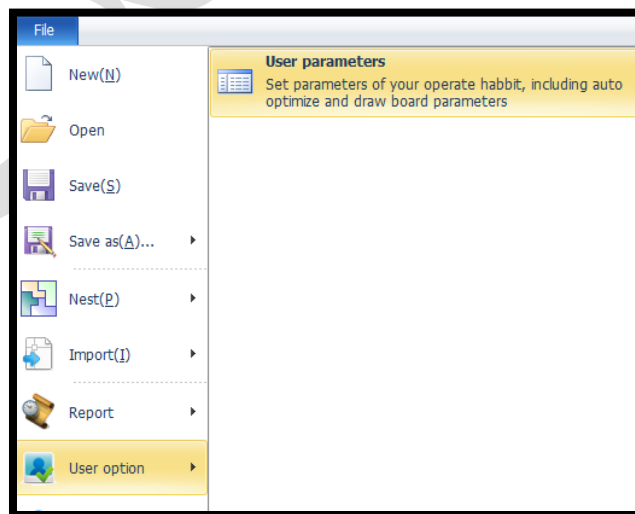 File
New(N)
Open
Save(S)
Save as(A)...
Nest(P)
Import(I)
Report
User option
User parameters
Set parameters of your operate habbit, including auto
optimize and draw board parameters